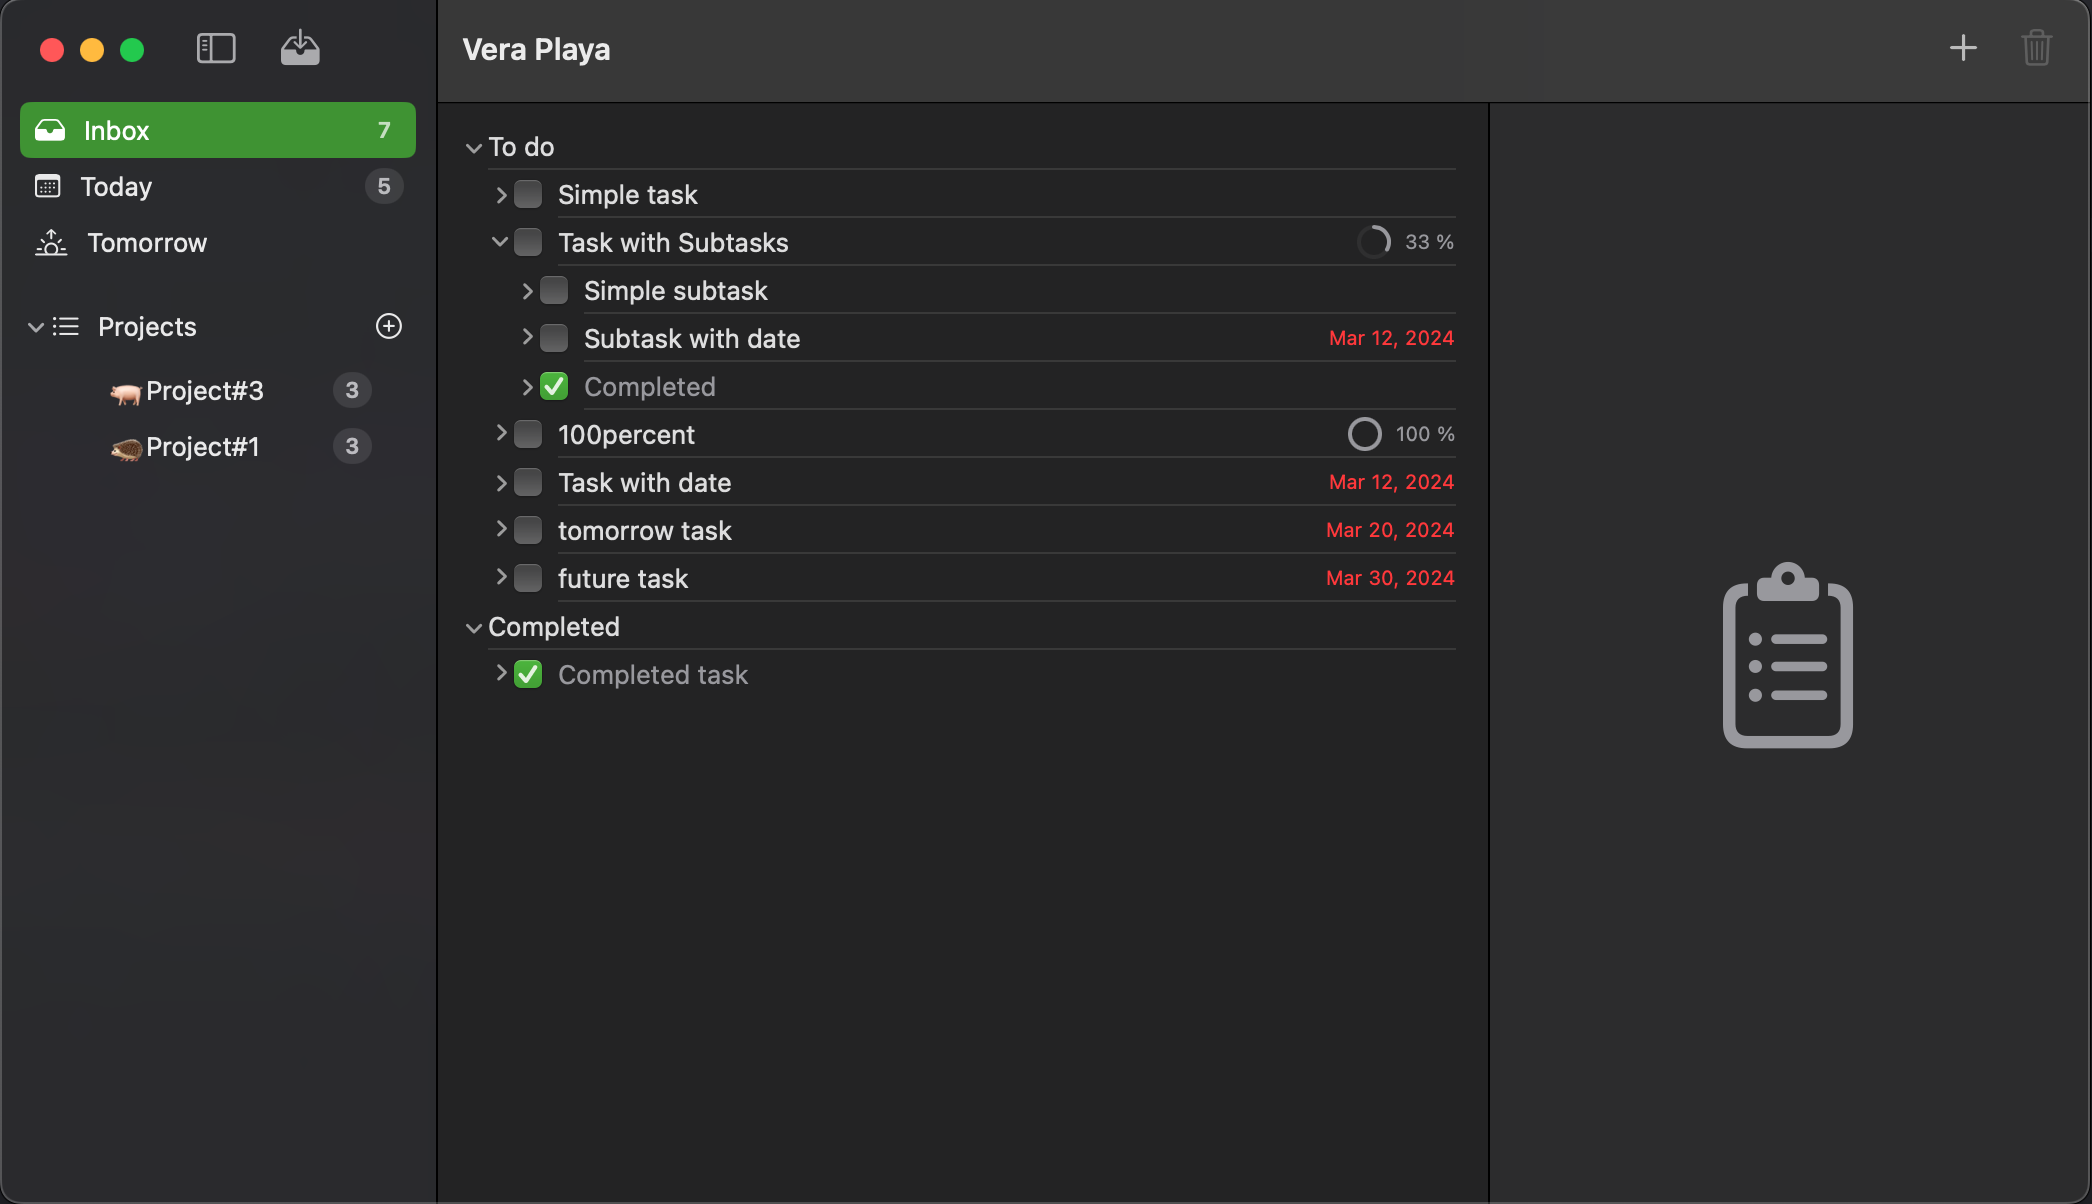 Vera Playa
Inbox 7
Today 5
Tomorrow
Projects
Project#3 3
Project#1 3
To do
Simple task
Task with Subtasks 33 %
Simple subtask
Subtask with date Mar 12, 2024
Completed
100percent 100 %
Task with date Mar 12, 2024
tomorrow task Mar 20, 2024
future task Mar 30, 2024
Completed
Completed task